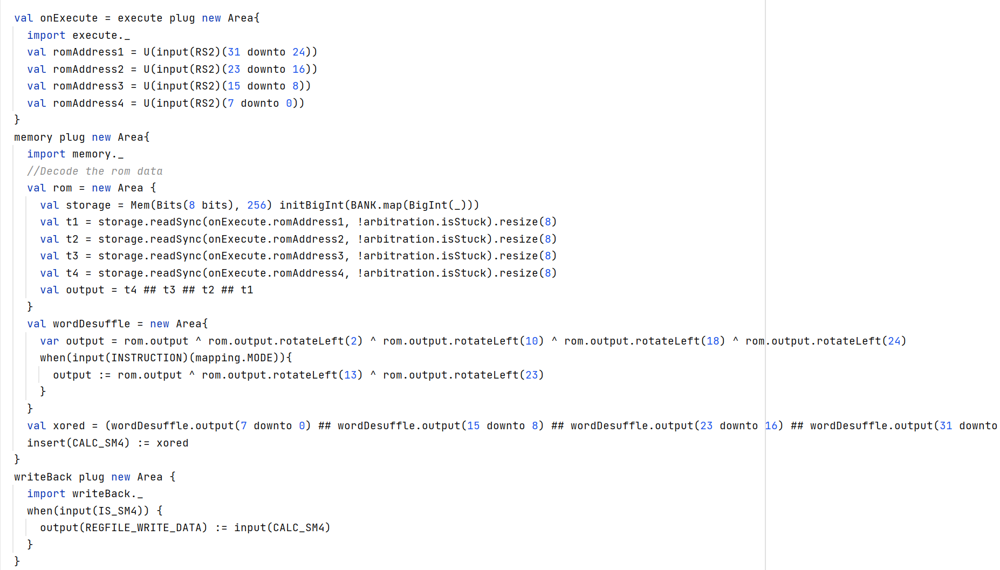 val onExecute = execute plug new Area{
  import execute._
  val romAddress1 = U(input(RS2)(31 downto 24))
  val romAddress2 = U(input(RS2)(23 downto 16))
  val romAddress3 = U(input(RS2)(15 downto 8))
  val romAddress4 = U(input(RS2)(7 downto 0))
}
memory plug new Area{
  import memory._
  //Decode the rom data
  val rom = new Area {
    val storage = Mem(Bits(8 bits), 256) initBigInt(BANK.map(BigInt(_)))
    val t1 = storage.readSync(onExecute.romAddress1, !arbitration.isStuck).resize(8)
    val t2 = storage.readSync(onExecute.romAddress2, !arbitration.isStuck).resize(8)
    val t3 = storage.readSync(onExecute.romAddress3, !arbitration.isStuck).resize(8)
    val t4 = storage.readSync(onExecute.romAddress4, !arbitration.isStuck).resize(8)
    val output = t4 ## t3 ## t2 ## t1
  }
  val wordDesuffle = new Area{
    var output = rom.output ^ rom.output.rotateLeft(2) ^ rom.output.rotateLeft(10) ^ rom.output.rotateLeft(18) ^ rom.output.rotateLeft(24)
    when(input(INSTRUCTION)(mapping.MODE)){
      output := rom.output ^ rom.output.rotateLeft(13) ^ rom.output.rotateLeft(23)
    }
  }
  val xored = (wordDesuffle.output(7 downto 0) ## wordDesuffle.output(15 downto 8) ## wordDesuffle.output(23 downto 16) ## wordDesuffle.output(31 downto
  insert(CALC_SM4) := xored
}
writeBack plug new Area {
  import writeBack._
  when(input(IS_SM4)) {
    output(REGFILE_WRITE_DATA) := input(CALC_SM4)
  }
}